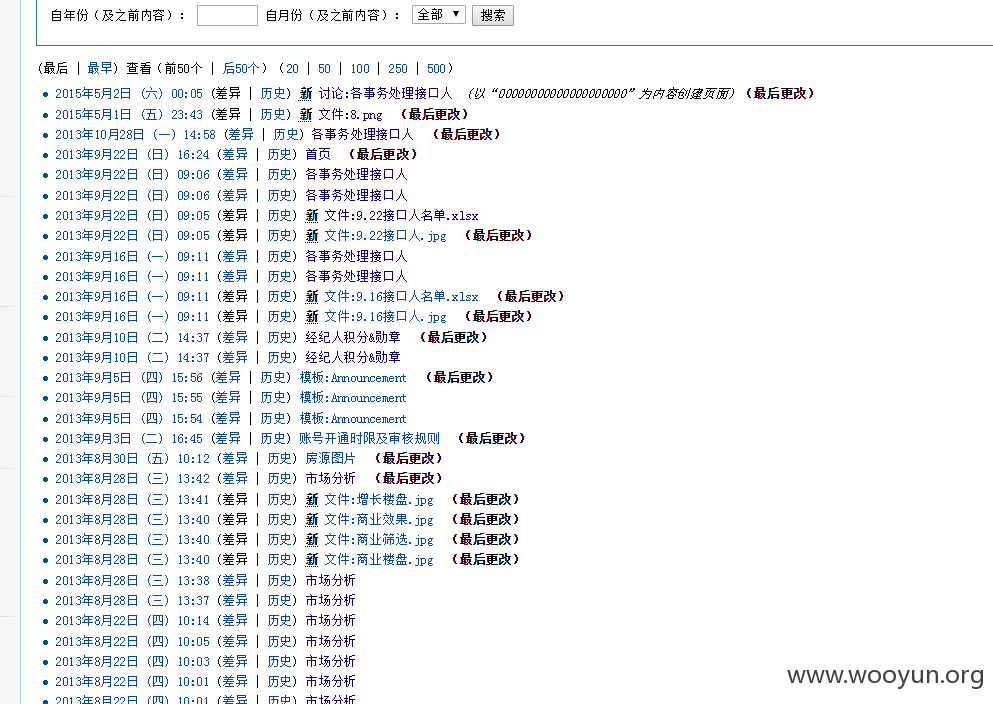 自年份（及之前内容）： 自月份（及之前内容）： 全部 ▼ 搜索
(最后 | 最早) 查看（前50个 | 后50个）（20 | 50 | 100 | 250 | 500）
2015年5月2日 (六) 00:05 (差异 | 历史) 新 讨论:各事务处理接口人 （以“00000000000000000000”为内容创建页面）（最后更改）
2015年5月1日 (五) 23:43 (差异 | 历史) 新 文件:8.png （最后更改）
2013年10月28日 (一) 14:58 (差异 | 历史) 各事务处理接口人 （最后更改）
2013年9月22日 (日) 16:24 (差异 | 历史) 首页 （最后更改）
2013年9月22日 (日) 09:06 (差异 | 历史) 各事务处理接口人
2013年9月22日 (日) 09:06 (差异 | 历史) 各事务处理接口人
2013年9月22日 (日) 09:05 (差异 | 历史) 新 文件:9.22接口人名单.xlsx
2013年9月22日 (日) 09:05 (差异 | 历史) 新 文件:9.22接口人.jpg （最后更改）
2013年9月16日 (一) 09:11 (差异 | 历史) 各事务处理接口人
2013年9月16日 (一) 09:11 (差异 | 历史) 各事务处理接口人
2013年9月16日 (一) 09:11 (差异 | 历史) 新 文件:9.16接口人名单.xlsx （最后更改）
2013年9月16日 (一) 09:11 (差异 | 历史) 新 文件:9.16接口人.jpg （最后更改）
2013年9月10日 (二) 14:37 (差异 | 历史) 经纪人积分&勋章 （最后更改）
2013年9月10日 (二) 14:37 (差异 | 历史) 经纪人积分&勋章
2013年9月5日 (四) 15:56 (差异 | 历史) 模板:Announcement （最后更改）
2013年9月5日 (四) 15:55 (差异 | 历史) 模板:Announcement
2013年9月5日 (四) 15:54 (差异 | 历史) 模板:Announcement
2013年9月3日 (二) 16:45 (差异 | 历史) 账号开通时限及审核规则 （最后更改）
2013年8月30日 (五) 10:12 (差异 | 历史) 房源图片 （最后更改）
2013年8月28日 (三) 13:42 (差异 | 历史) 市场分析 （最后更改）
2013年8月28日 (三) 13:41 (差异 | 历史) 新 文件:增长楼盘.jpg （最后更改）
2013年8月28日 (三) 13:40 (差异 | 历史) 新 文件:商业效果.jpg （最后更改）
2013年8月28日 (三) 13:40 (差异 | 历史) 新 文件:商业筛选.jpg （最后更改）
2013年8月28日 (三) 13:40 (差异 | 历史) 新 文件:商业楼盘.jpg （最后更改）
2013年8月28日 (三) 13:38 (差异 | 历史) 市场分析
2013年8月28日 (三) 13:37 (差异 | 历史) 市场分析
2013年8月22日 (四) 10:14 (差异 | 历史) 市场分析
2013年8月22日 (四) 10:05 (差异 | 历史) 市场分析
2013年8月22日 (四) 10:03 (差异 | 历史) 市场分析
2013年8月22日 (四) 10:01 (差异 | 历史) 市场分析
2013年8月22日 (四) 10:01 (差异 | 历史) 市场分析
www.wooyun.org